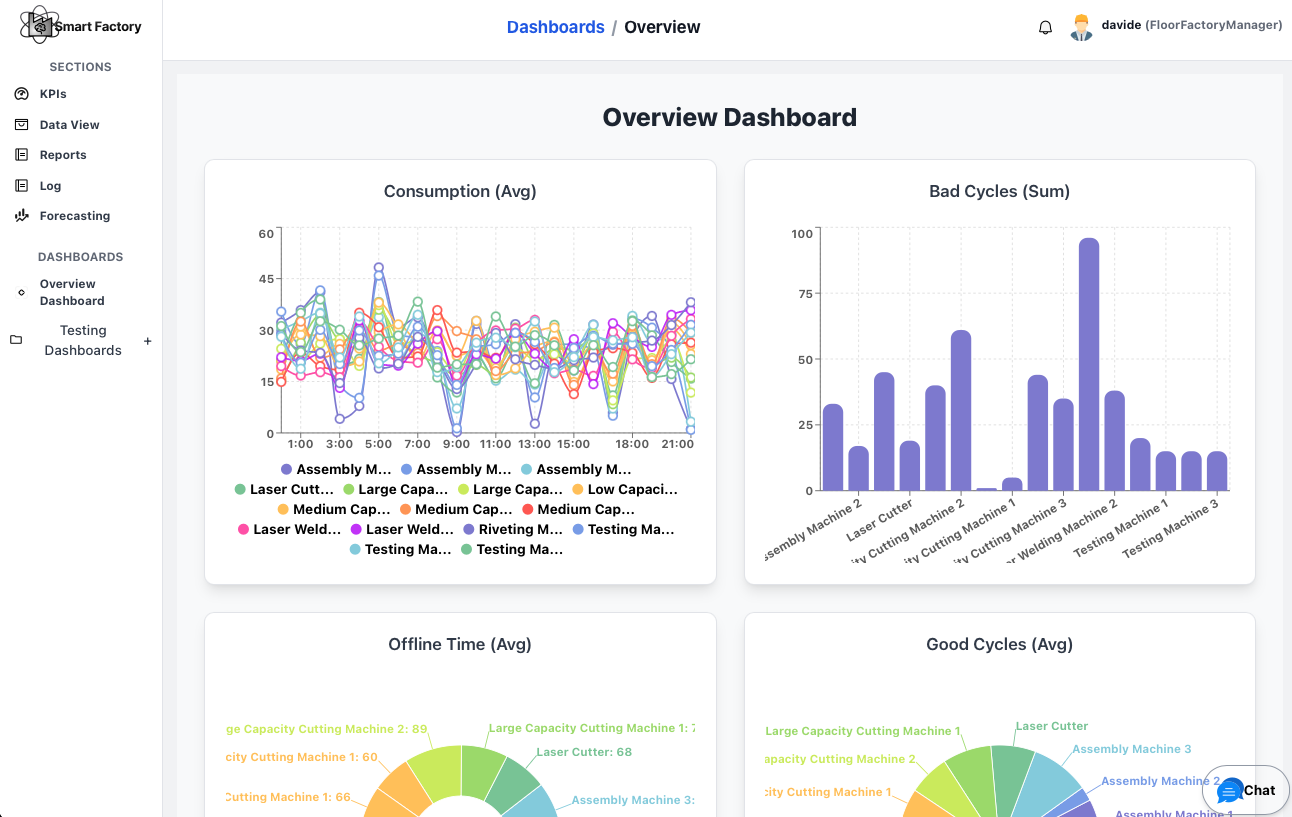 Smart Factory
Dashboards / Overview
davide (FloorFactoryManager)
SECTIONS
KPIs
Data View
Reports
Log
Forecasting
DASHBOARDS
Overview
Dashboard
Testing
Dashboards
+
Overview Dashboard
Consumption (Avg)
60
45
30
15
0
1:00 3:00 5:00 7:00 9:00 11:00 13:00 15:00 18:00 21:00
Assembly M... Assembly M... Assembly M...
Laser Cutt... Large Capa... Large Capa... Low Capaci...
Medium Cap... Medium Cap... Medium Cap...
Laser Weld... Laser Weld... Riveting M... Testing Ma...
Testing Ma... Testing Ma...
Bad Cycles (Sum)
100
75
50
25
0
ssembly Machine 2
Laser Cutter
ity Cutting Machine 2
ity Cutting Machine 1
ity Cutting Machine 3
er Welding Machine 2
Testing Machine 1
Testing Machine 3
Offline Time (Avg)
ge Capacity Cutting Machine 2: 89
Large Capacity Cutting Machine 1:
city Cutting Machine 1: 60
Laser Cutter: 68
Cutting Machine 1: 66
Assembly Machine 3:
Good Cycles (Avg)
Large Capacity Cutting Machine 1
Laser Cutter
apacity Cutting Machine 2
Assembly Machine 3
city Cutting Machine 1
Assembly Machine 2
Assembly Machine 1
Chat